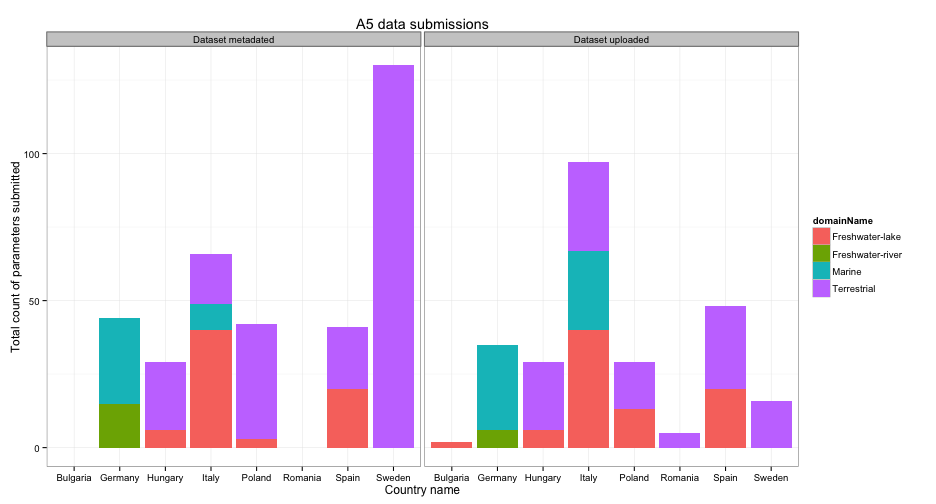 A5 data submissions
Dataset metadated
Dataset uploaded
Total count of parameters submitted
100
50
0
Bulgaria Germany Hungary Italy Poland Romania Spain Sweden
Bulgaria Germany Hungary Italy Poland Romania Spain Sweden
Country name
domainName
Freshwater-lake
Freshwater-river
Marine
Terrestrial